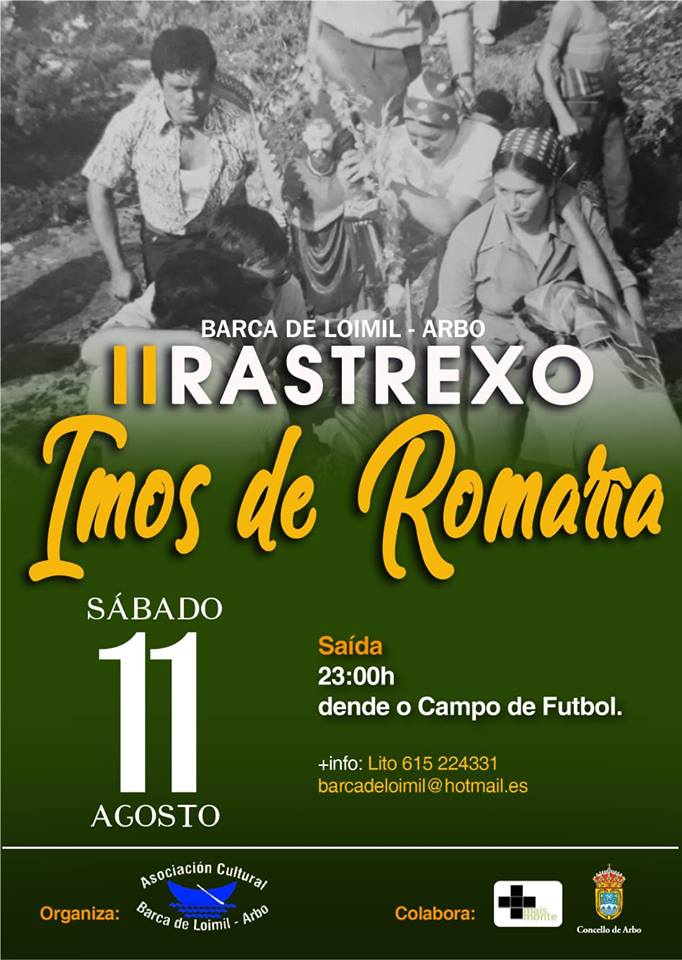 BARCA DE LOIMIL - ARBO
II RASTREXO
Imos de Romaría
SÁBADO
11
AGOSTO
Saída
23:00h
dende o Campo de Futbol.
+info: Lito 615 224331
barcadeloimil@hotmail.es
Organiza:
Asociación Cultural
Barca de Loimil - Arbo
Colabora:
mais
monte
Concello de Arbo